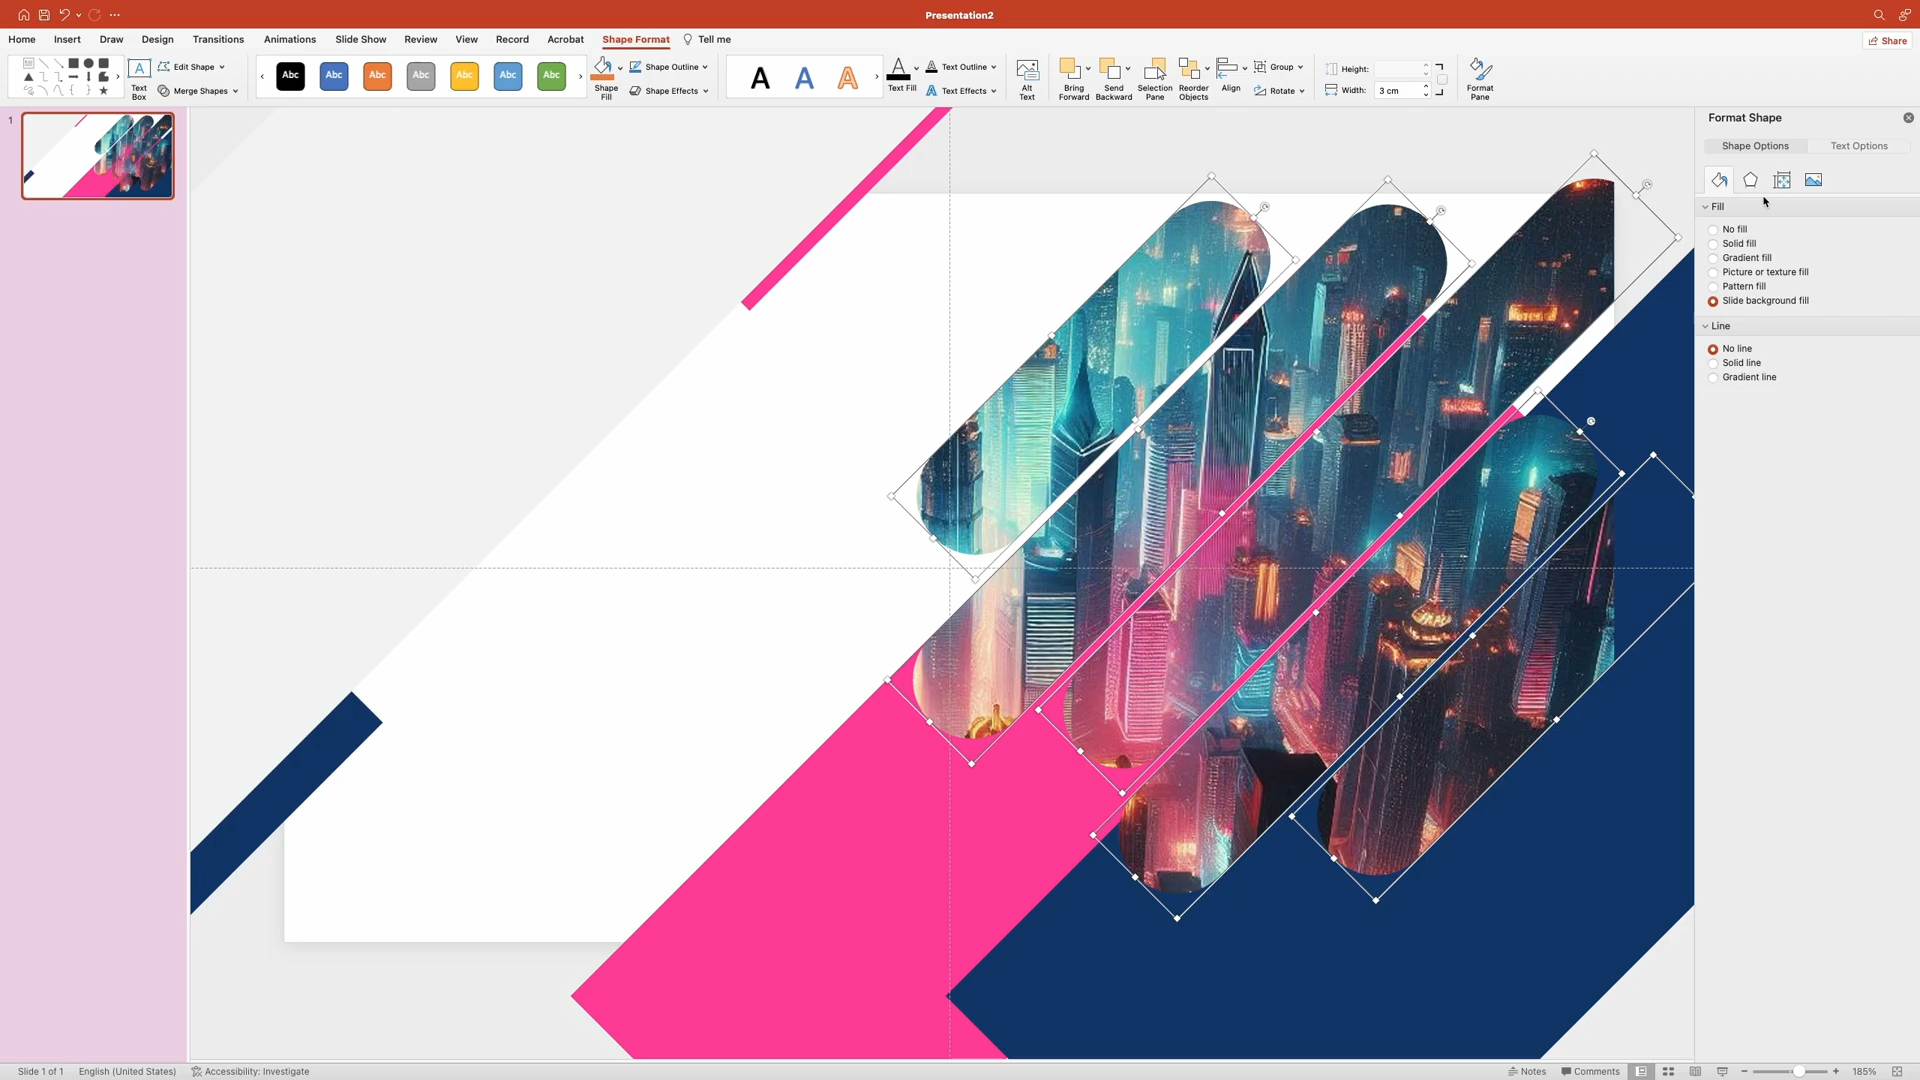 Presentation2
Home Insert Draw Design Transitions Animations Slide Show Review View Record Acrobat Shape Format Tell me
Share
Edit Shape
Merge Shapes
Text Box
Abc Abc Abc Abc Abc Abc Abc
Shape Fill
Shape Outline
Shape Effects
A A A
Text Fill
Text Outline
Text Effects
Alt Text
Bring Forward
Send Backward
Selection Pane
Reorder Objects
Align
Group
Rotate
Height:
Width: 3 cm
Format Pane
1
Format Shape
Shape Options Text Options
Fill
No fill
Solid fill
Gradient fill
Picture or texture fill
Pattern fill
Slide background fill
Line
No line
Solid line
Gradient line
Slide 1 of 1 English (United States) Accessibility: Investigate Notes Comments 185%